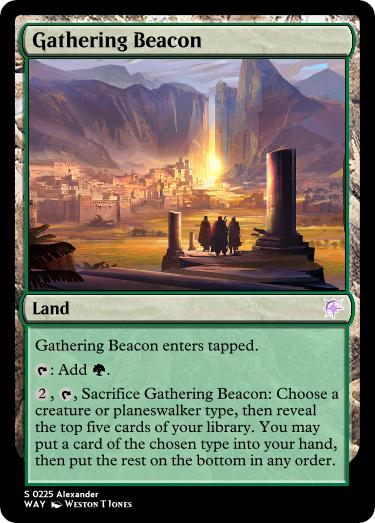 Gathering Beacon
Land
Gathering Beacon enters tapped.
: Add .
2, , Sacrifice Gathering Beacon: Choose a
creature or planeswalker type, then reveal
the top five cards of your library. You may
put a card of the chosen type into your hand,
then put the rest on the bottom in any order.
S 0225 Alexander
WAY Weston T Jones